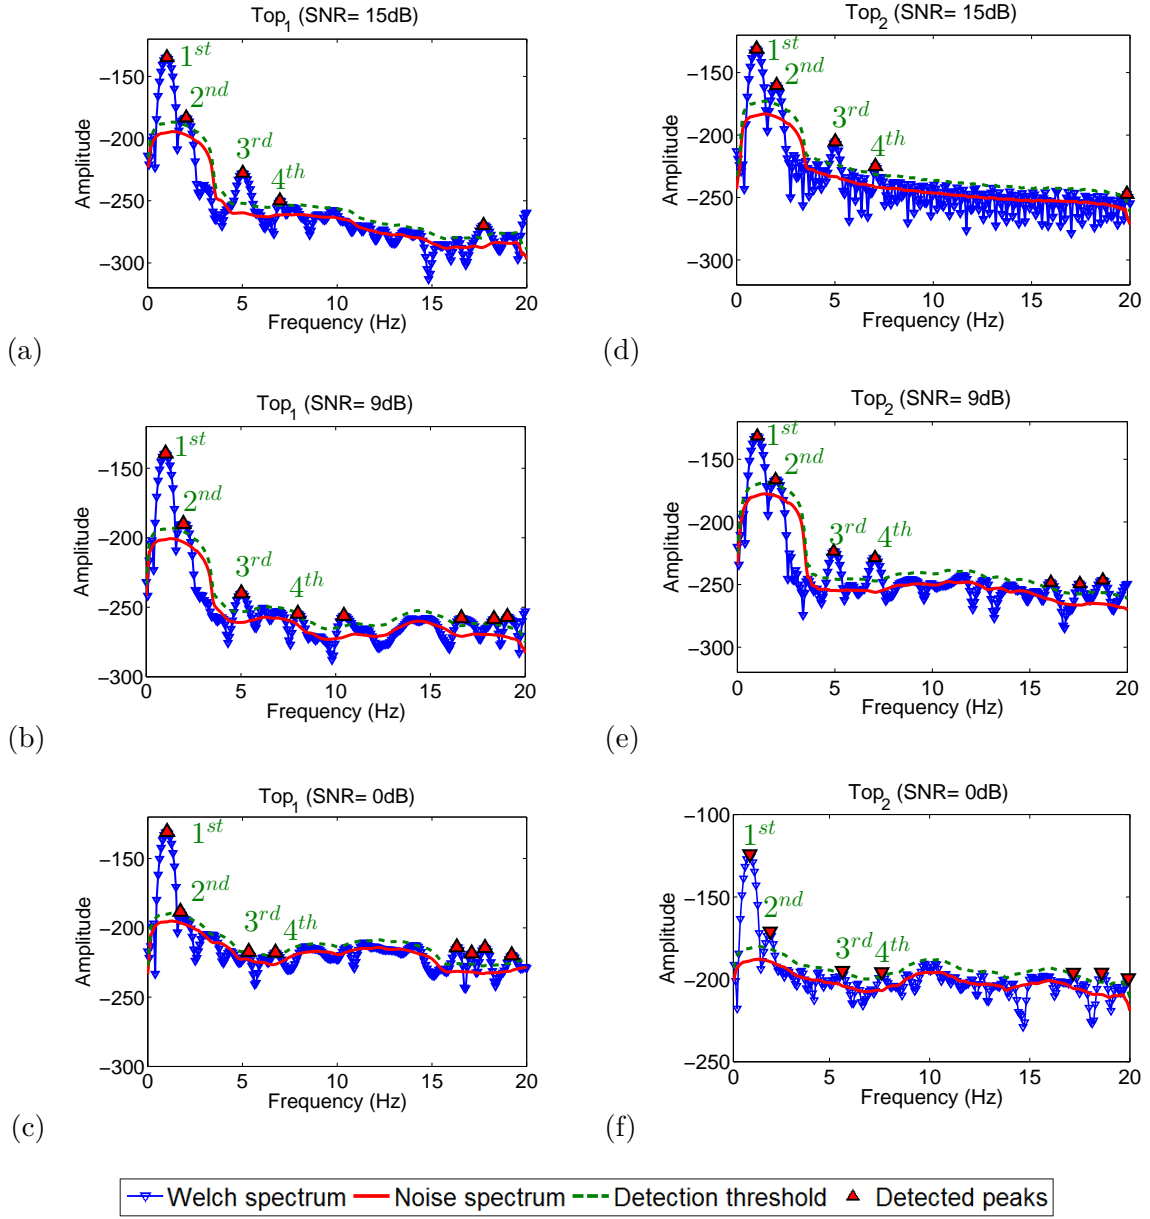 Top1 (SNR= 15dB)
Amplitude
−150
−200
−250
−300
1st
2nd
3rd
4th
0 5 10 15 20
Frequency (Hz)
(a)
Top2 (SNR= 15dB)
Amplitude
−150
−200
−250
−300
1st
2nd
3rd
4th
0 5 10 15 20
Frequency (Hz)
(d)
Top1 (SNR= 9dB)
Amplitude
−150
−200
−250
−300
1st
2nd
3rd
4th
0 5 10 15 20
Frequency (Hz)
(b)
Top2 (SNR= 9dB)
Amplitude
−150
−200
−250
−300
1st
2nd
3rd
4th
0 5 10 15 20
Frequency (Hz)
(e)
Top1 (SNR= 0dB)
Amplitude
−150
−200
−250
−300
1st
2nd
3rd
4th
0 5 10 15 20
Frequency (Hz)
(c)
Top2 (SNR= 0dB)
Amplitude
−100
−150
−200
−250
1st
2nd
3rd
4th
0 5 10 15 20
Frequency (Hz)
(f)
Welch spectrum Noise spectrum Detection threshold Detected peaks